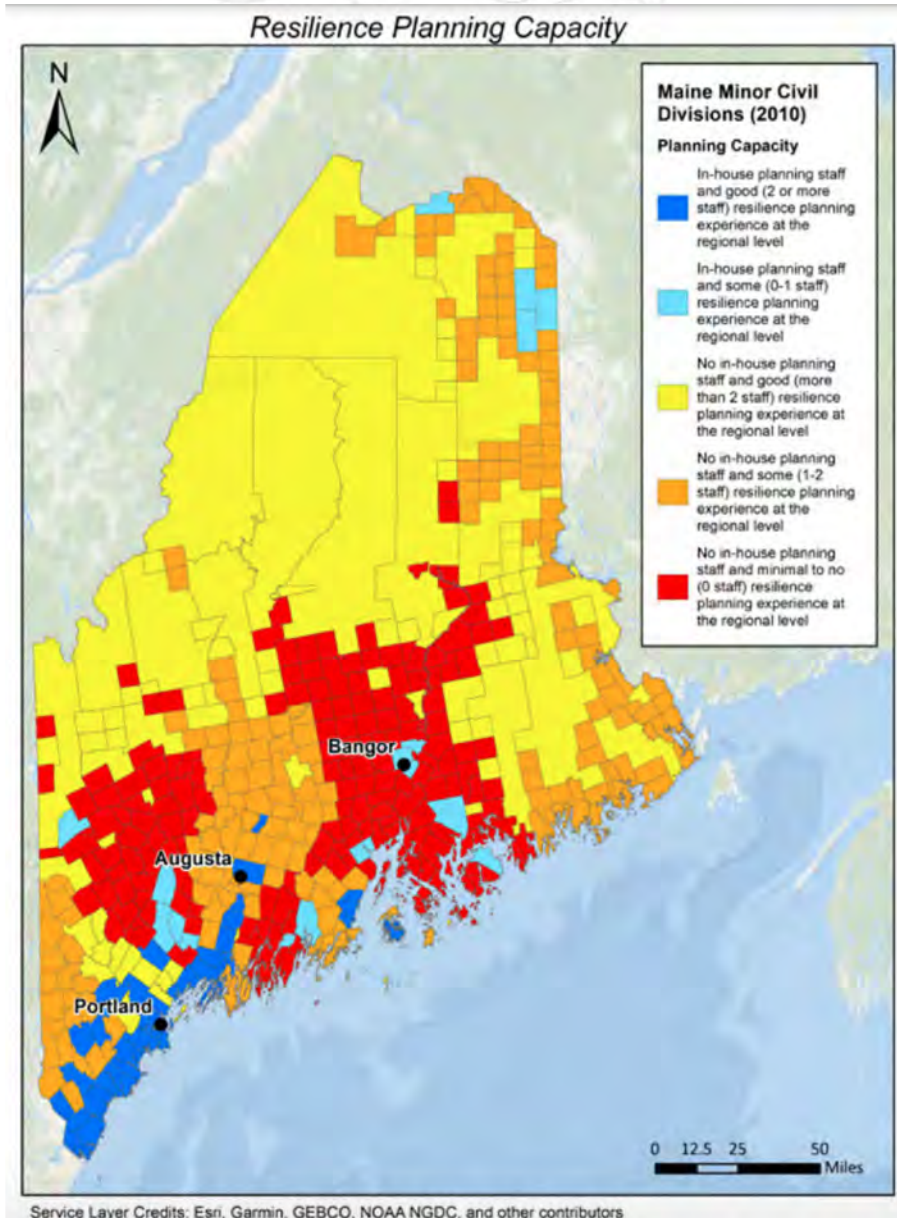 Resilience Planning Capacity
N
Maine Minor Civil
Divisions (2010)
Planning Capacity
In-house planning staff
and good (2 or more
staff) resilience planning
experience at the
regional level
In-house planning staff
and some (0-1 staff)
resilience planning
experience at the
regional level
No in-house planning
staff and good (more
than 2 staff) resilience
planning experience at
the regional level
No in-house planning
staff and some (1-2
staff) resilience planning
experience at the
regional level
No in-house planning
staff and minimal to no
(0 staff) resilience
planning experience at
the regional level
Bangor
Augusta
Portland
0 12.5 25 50
Miles
Service Layer Credits: Esri, Garmin, GEBCO, NOAA NGDC, and other contributors